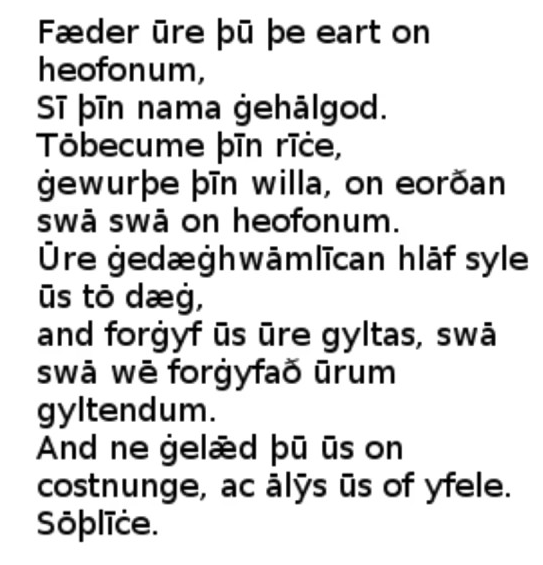 Fæder ūre þū þe eart on
heofonum,
Sī þīn nama ġehālgod.
Tōbecume þīn rīċe,
ġewurþe þīn willa, on eorðan
swā swā on heofonum.
Ūre ġedæġhwāmlīcan hlāf syle
ūs tō dæġ,
and forġyf ūs ūre gyltas, swā
swā wē forġyfað ūrum
gyltendum.
And ne ġelǣd þū ūs on
costnunge, ac ālȳs ūs of yfele.
Sōþlīċe.